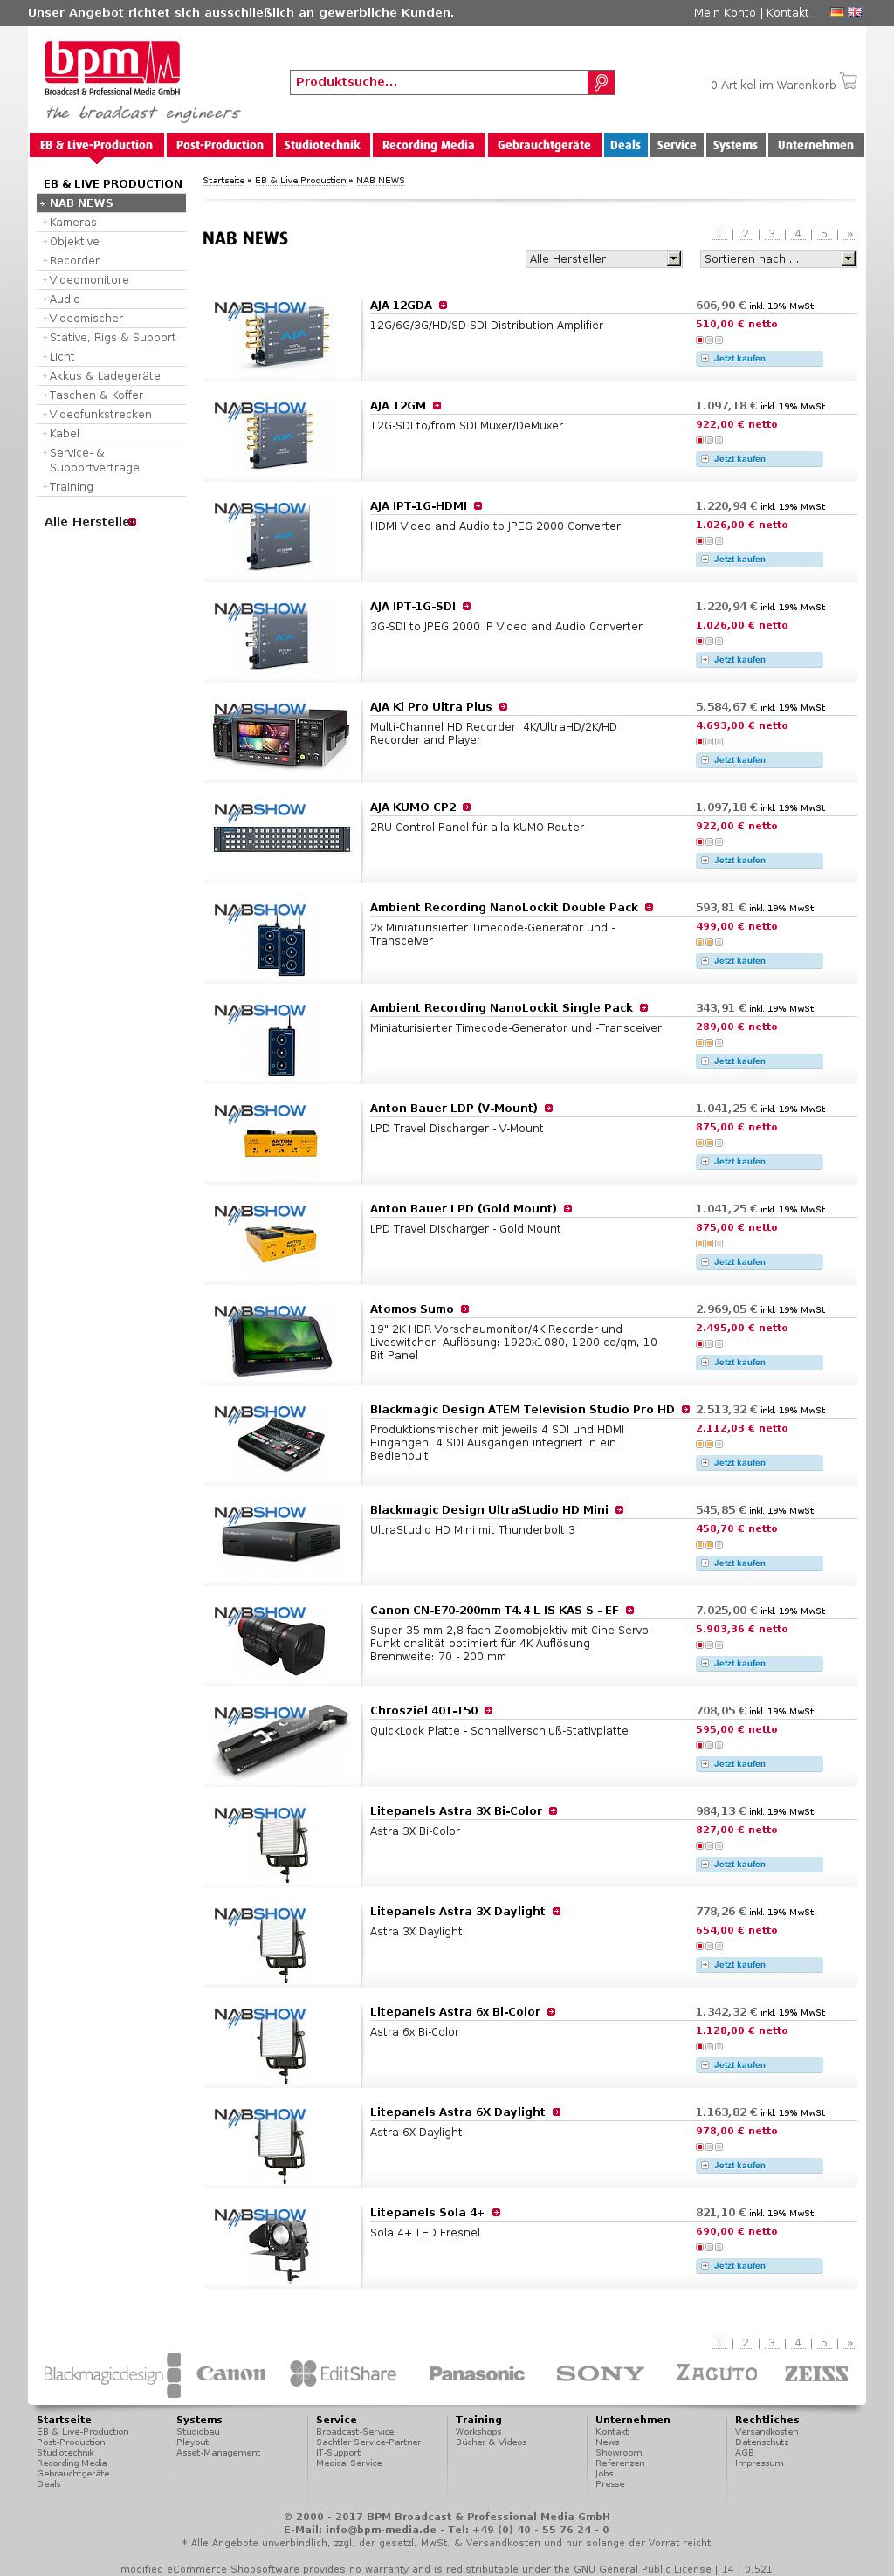 Unser Angebot richtet sich ausschließlich an gewerbliche Kunden.
Mein Konto | Kontakt |
bpm
Broadcast & Professional Media GmbH
the broadcast engineers
Produktsuche...
0 Artikel im Warenkorb
EB & Live-Production Post-Production Studiotechnik Recording Media Gebrauchtgeräte Deals Service Systems Unternehmen
EB & LIVE PRODUCTION
NAB NEWS
Kameras
Objektive
Recorder
Videomonitore
Audio
Videomischer
Stative, Rigs & Support
Licht
Akkus & Ladegeräte
Taschen & Koffer
Videofunkstrecken
Kabel
Service- &
Supportverträge
Training
Alle Hersteller
Startseite » EB & Live Production » NAB NEWS
NAB NEWS
1 | 2 | 3 | 4 | 5 | »
Alle Hersteller
Sortieren nach ...
NABSHOW
AJA 12GDA
12G/6G/3G/HD/SD-SDI Distribution Amplifier
606,90 € inkl. 19% MwSt
510,00 € netto
Jetzt kaufen
NABSHOW
AJA 12GM
12G-SDI to/from SDI Muxer/DeMuxer
1.097,18 € inkl. 19% MwSt
922,00 € netto
Jetzt kaufen
NABSHOW
AJA IPT-1G-HDMI
HDMI Video and Audio to JPEG 2000 Converter
1.220,94 € inkl. 19% MwSt
1.026,00 € netto
Jetzt kaufen
NABSHOW
AJA IPT-1G-SDI
3G-SDI to JPEG 2000 IP Video and Audio Converter
1.220,94 € inkl. 19% MwSt
1.026,00 € netto
Jetzt kaufen
NABSHOW
AJA Ki Pro Ultra Plus
Multi-Channel HD Recorder  4K/UltraHD/2K/HD
Recorder and Player
5.584,67 € inkl. 19% MwSt
4.693,00 € netto
Jetzt kaufen
NABSHOW
AJA KUMO CP2
2RU Control Panel für alla KUMO Router
1.097,18 € inkl. 19% MwSt
922,00 € netto
Jetzt kaufen
NABSHOW
Ambient Recording NanoLockit Double Pack
2x Miniaturisierter Timecode-Generator und -
Transceiver
593,81 € inkl. 19% MwSt
499,00 € netto
Jetzt kaufen
NABSHOW
Ambient Recording NanoLockit Single Pack
Miniaturisierter Timecode-Generator und -Transceiver
343,91 € inkl. 19% MwSt
289,00 € netto
Jetzt kaufen
NABSHOW
Anton Bauer LDP (V-Mount)
LPD Travel Discharger - V-Mount
1.041,25 € inkl. 19% MwSt
875,00 € netto
Jetzt kaufen
NABSHOW
Anton Bauer LPD (Gold Mount)
LPD Travel Discharger - Gold Mount
1.041,25 € inkl. 19% MwSt
875,00 € netto
Jetzt kaufen
NABSHOW
Atomos Sumo
19" 2K HDR Vorschaumonitor/4K Recorder und
Liveswitcher, Auflösung: 1920x1080, 1200 cd/qm, 10
Bit Panel
2.969,05 € inkl. 19% MwSt
2.495,00 € netto
Jetzt kaufen
NABSHOW
Blackmagic Design ATEM Television Studio Pro HD
Produktionsmischer mit jeweils 4 SDI und HDMI
Eingängen, 4 SDI Ausgängen integriert in ein
Bedienpult
2.513,32 € inkl. 19% MwSt
2.112,03 € netto
Jetzt kaufen
NABSHOW
Blackmagic Design UltraStudio HD Mini
UltraStudio HD Mini mit Thunderbolt 3
545,85 € inkl. 19% MwSt
458,70 € netto
Jetzt kaufen
NABSHOW
Canon CN-E70-200mm T4.4 L IS KAS S - EF
Super 35 mm 2,8-fach Zoomobjektiv mit Cine-Servo-
Funktionalität optimiert für 4K Auflösung
Brennweite: 70 - 200 mm
7.025,00 € inkl. 19% MwSt
5.903,36 € netto
Jetzt kaufen
NABSHOW
Chrosziel 401-150
QuickLock Platte - Schnellverschluß-Stativplatte
708,05 € inkl. 19% MwSt
595,00 € netto
Jetzt kaufen
NABSHOW
Litepanels Astra 3X Bi-Color
Astra 3X Bi-Color
984,13 € inkl. 19% MwSt
827,00 € netto
Jetzt kaufen
NABSHOW
Litepanels Astra 3X Daylight
Astra 3X Daylight
778,26 € inkl. 19% MwSt
654,00 € netto
Jetzt kaufen
NABSHOW
Litepanels Astra 6x Bi-Color
Astra 6x Bi-Color
1.342,32 € inkl. 19% MwSt
1.128,00 € netto
Jetzt kaufen
NABSHOW
Litepanels Astra 6X Daylight
Astra 6X Daylight
1.163,82 € inkl. 19% MwSt
978,00 € netto
Jetzt kaufen
NABSHOW
Litepanels Sola 4+
Sola 4+ LED Fresnel
821,10 € inkl. 19% MwSt
690,00 € netto
Jetzt kaufen
1 | 2 | 3 | 4 | 5 | »
Blackmagicdesign Canon EditShare Panasonic SONY ZACUTO ZEISS
Startseite
EB & Live-Production
Post-Production
Studiotechnik
Recording Media
Gebrauchtgeräte
Deals
Systems
Studiobau
Playout
Asset-Management
Service
Broadcast-Service
Sachtler Service-Partner
IT-Support
Medical Service
Training
Workshops
Bücher & Videos
Unternehmen
Kontakt
News
Showroom
Referenzen
Jobs
Presse
Rechtliches
Versandkosten
Datenschutz
AGB
Impressum
© 2000 - 2017 BPM Broadcast & Professional Media GmbH
E-Mail: info@bpm-media.de - Tel: +49 (0) 40 - 55 76 24 - 0
* Alle Angebote unverbindlich, zzgl. der gesetzl. MwSt. & Versandkosten und nur solange der Vorrat reicht
modified eCommerce Shopsoftware provides no warranty and is redistributable under the GNU General Public License | 14 | 0.521